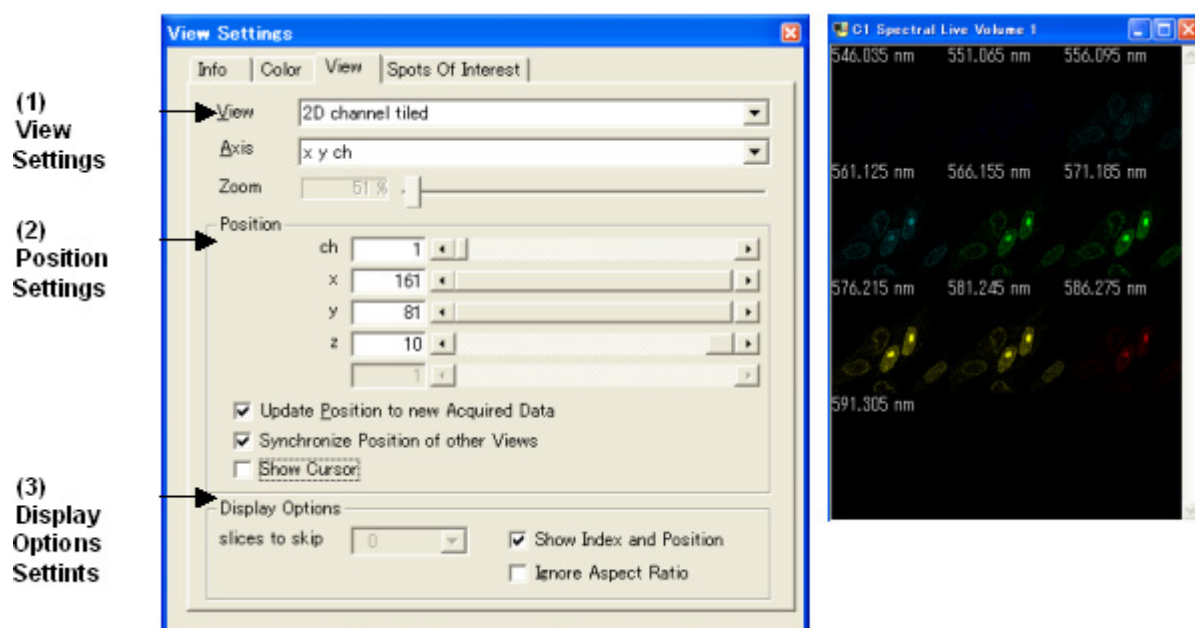 (1)
View
Settings
(2)
Position
Settings
(3)
Display
Options
Settints
View Settings
Info Color View Spots Of Interest
View 2D channel tiled
Axis x y ch
Zoom 51 %
Position
ch 1
x 161
y 81
z 10
1
Update Position to new Acquired Data
Synchronize Position of other Views
Show Cursor
Display Options
slices to skip 0 Show Index and Position
Ignore Aspect Ratio
C1 Spectral Live Volume 1
546.035 nm 551.065 nm 556.095 nm
561.125 nm 566.155 nm 571.185 nm
576.215 nm 581.245 nm 586.275 nm
591.305 nm